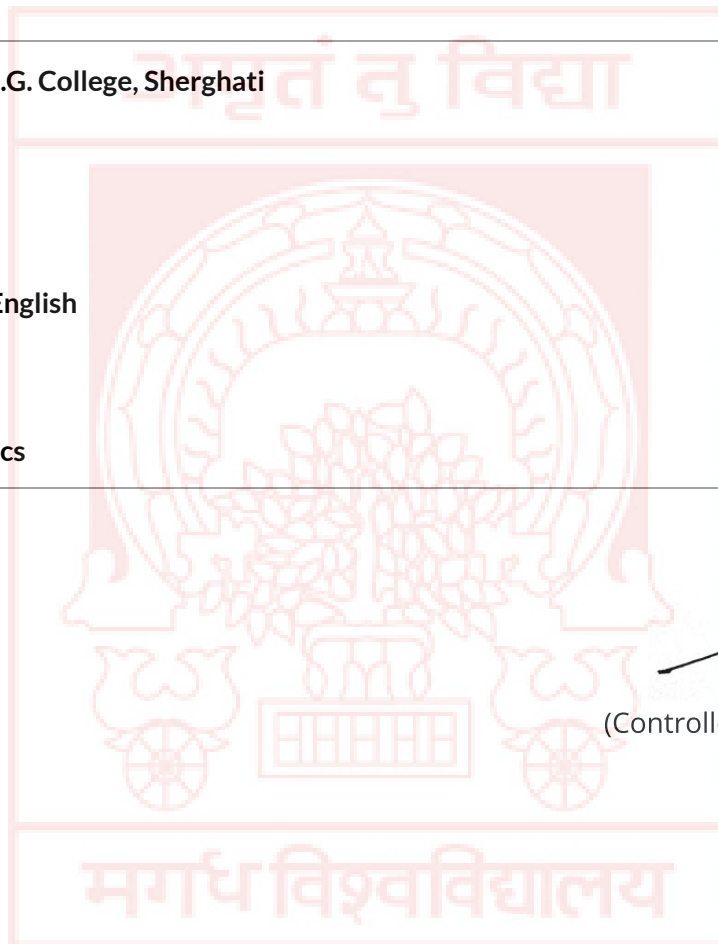 .G. College, Sherghati
अमृतं तु विद्या
English
cs
(Controll
मगध विश्वविद्यालय